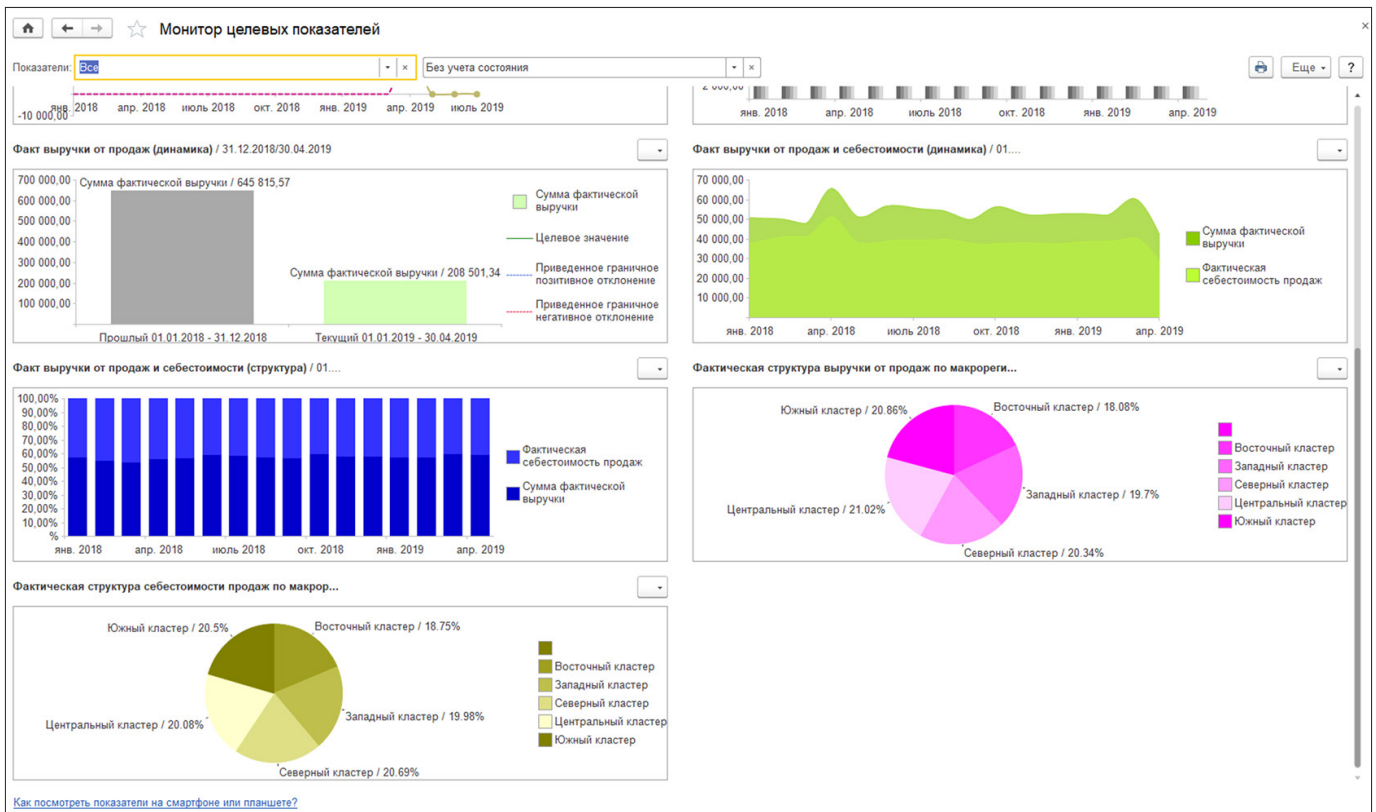 Монитор целевых показателей
Показатели: Все
Без учета состояния
Еще
?
-10 000,00
янв. 2018 апр. 2018 июль 2018 окт. 2018 янв. 2019 апр. 2019 июль 2019
2 000,00
янв. 2018 апр. 2018 июль 2018 окт. 2018 янв. 2019 апр. 2019
Факт выручки от продаж (динамика) / 31.12.2018/30.04.2019
700 000,00
600 000,00
500 000,00
400 000,00
300 000,00
200 000,00
100 000,00
Сумма фактической выручки / 645 815,57
Сумма фактической выручки / 208 501,34
Прошлый 01.01.2018 - 31.12.2018
Текущий 01.01.2019 - 30.04.2019
Сумма фактической
выручки
Целевое значение
Приведенное граничное
позитивное отклонение
Приведенное граничное
негативное отклонение
Факт выручки от продаж и себестоимости (динамика) / 01....
70 000,00
60 000,00
50 000,00
40 000,00
30 000,00
20 000,00
10 000,00
янв. 2018 апр. 2018 июль 2018 окт. 2018 янв. 2019 апр. 2019
Сумма фактической
выручки
Фактическая
себестоимость продаж
Факт выручки от продаж и себестоимости (структура) / 01....
100,00%
90,00%
80,00%
70,00%
60,00%
50,00%
40,00%
30,00%
20,00%
10,00%
%
янв. 2018 апр. 2018 июль 2018 окт. 2018 янв. 2019 апр. 2019
Фактическая
себестоимость продаж
Сумма фактической
выручки
Фактическая структура выручки от продаж по макрореги...
Южный кластер / 20.86%
Восточный кластер / 18.08%
Западный кластер / 19.7%
Центральный кластер / 21.02%
Северный кластер / 20.34%
Восточный кластер
Западный кластер
Северный кластер
Центральный кластер
Южный кластер
Фактическая структура себестоимости продаж по макрор...
Южный кластер / 20.5%
Восточный кластер / 18.75%
Западный кластер / 19.98%
Центральный кластер / 20.08%
Северный кластер / 20.69%
Восточный кластер
Западный кластер
Северный кластер
Центральный кластер
Южный кластер
Как посмотреть показатели на смартфоне или планшете?